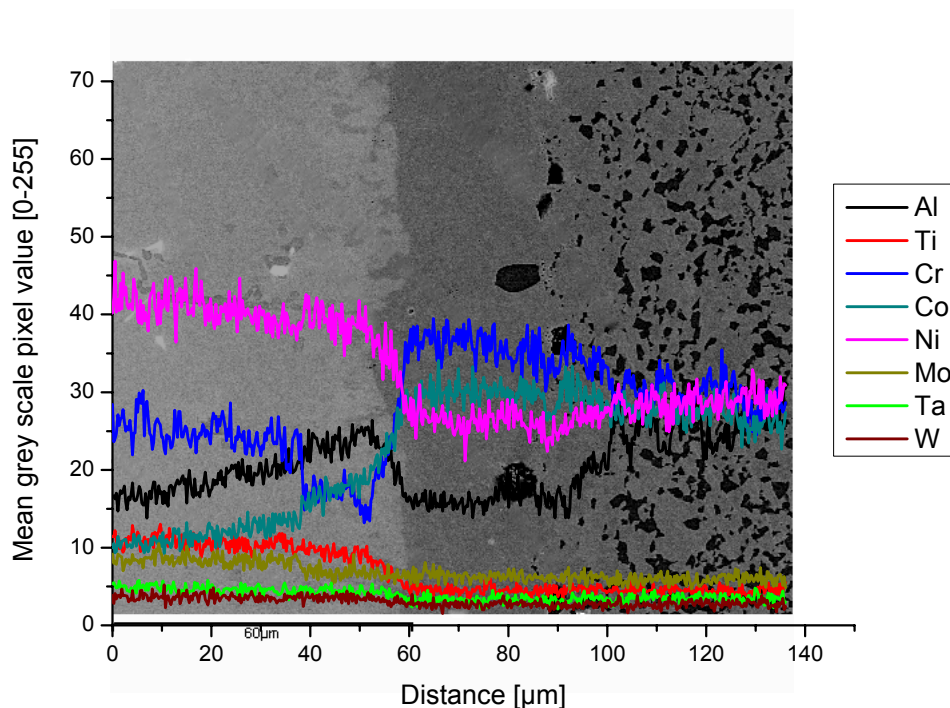 Mean grey scale pixel value [0-255]
70
60
50
40
30
20
10
0
60µm
0 20 40 60 80 100 120 140
Distance [µm]
Al
Ti
Cr
Co
Ni
Mo
Ta
W